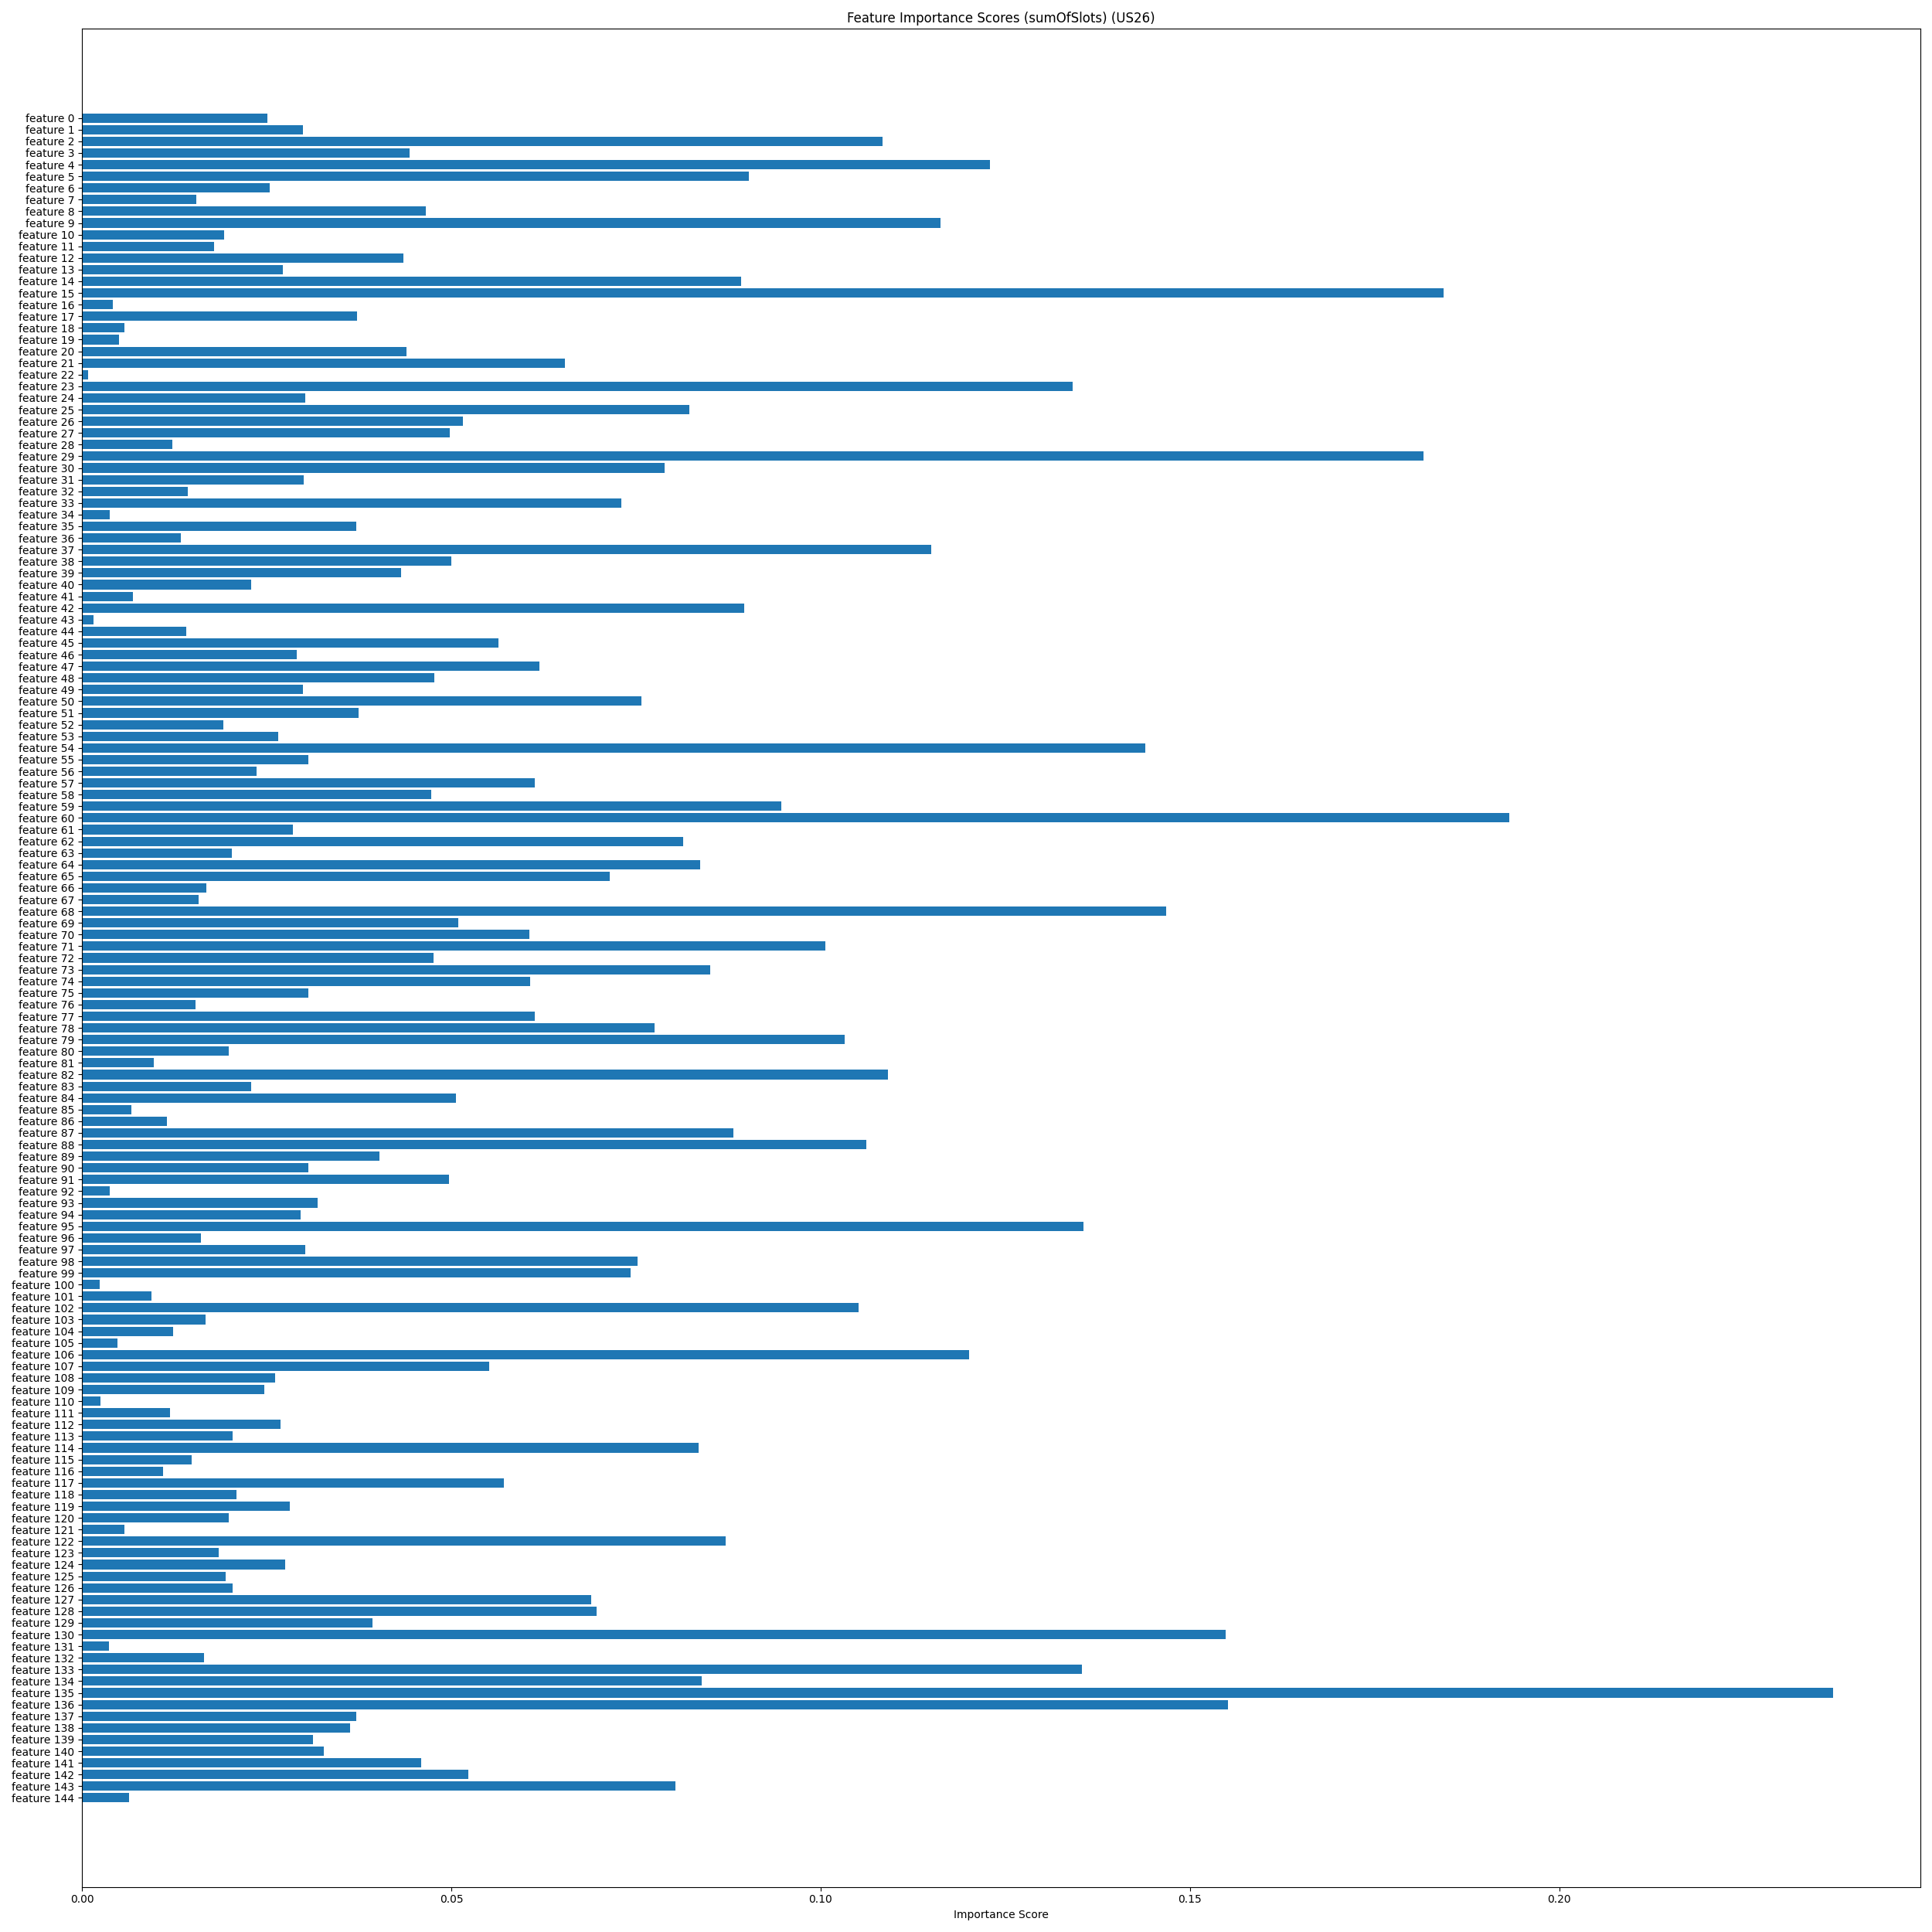 Feature Importance Scores (sumOfSlots) (US26)
feature 0
feature 1
feature 2
feature 3
feature 4
feature 5
feature 6
feature 7
feature 8
feature 9
feature 10
feature 11
feature 12
feature 13
feature 14
feature 15
feature 16
feature 17
feature 18
feature 19
feature 20
feature 21
feature 22
feature 23
feature 24
feature 25
feature 26
feature 27
feature 28
feature 29
feature 30
feature 31
feature 32
feature 33
feature 34
feature 35
feature 36
feature 37
feature 38
feature 39
feature 40
feature 41
feature 42
feature 43
feature 44
feature 45
feature 46
feature 47
feature 48
feature 49
feature 50
feature 51
feature 52
feature 53
feature 54
feature 55
feature 56
feature 57
feature 58
feature 59
feature 60
feature 61
feature 62
feature 63
feature 64
feature 65
feature 66
feature 67
feature 68
feature 69
feature 70
feature 71
feature 72
feature 73
feature 74
feature 75
feature 76
feature 77
feature 78
feature 79
feature 80
feature 81
feature 82
feature 83
feature 84
feature 85
feature 86
feature 87
feature 88
feature 89
feature 90
feature 91
feature 92
feature 93
feature 94
feature 95
feature 96
feature 97
feature 98
feature 99
feature 100
feature 101
feature 102
feature 103
feature 104
feature 105
feature 106
feature 107
feature 108
feature 109
feature 110
feature 111
feature 112
feature 113
feature 114
feature 115
feature 116
feature 117
feature 118
feature 119
feature 120
feature 121
feature 122
feature 123
feature 124
feature 125
feature 126
feature 127
feature 128
feature 129
feature 130
feature 131
feature 132
feature 133
feature 134
feature 135
feature 136
feature 137
feature 138
feature 139
feature 140
feature 141
feature 142
feature 143
feature 144
0.00 0.05 0.10 0.15 0.20
Importance Score